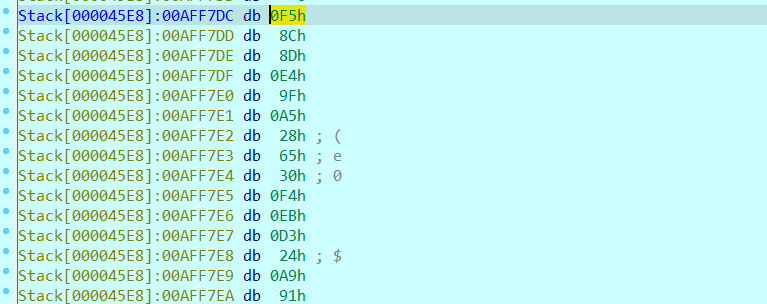 Stack[000045E8]:00AFF7DC db 0F5h
Stack[000045E8]:00AFF7DD db 8Ch
Stack[000045E8]:00AFF7DE db 8Dh
Stack[000045E8]:00AFF7DF db 0E4h
Stack[000045E8]:00AFF7E0 db 9Fh
Stack[000045E8]:00AFF7E1 db 0A5h
Stack[000045E8]:00AFF7E2 db 28h ; (
Stack[000045E8]:00AFF7E3 db 65h ; e
Stack[000045E8]:00AFF7E4 db 30h ; 0
Stack[000045E8]:00AFF7E5 db 0F4h
Stack[000045E8]:00AFF7E6 db 0EBh
Stack[000045E8]:00AFF7E7 db 0D3h
Stack[000045E8]:00AFF7E8 db 24h ; $
Stack[000045E8]:00AFF7E9 db 0A9h
Stack[000045E8]:00AFF7EA db 91h